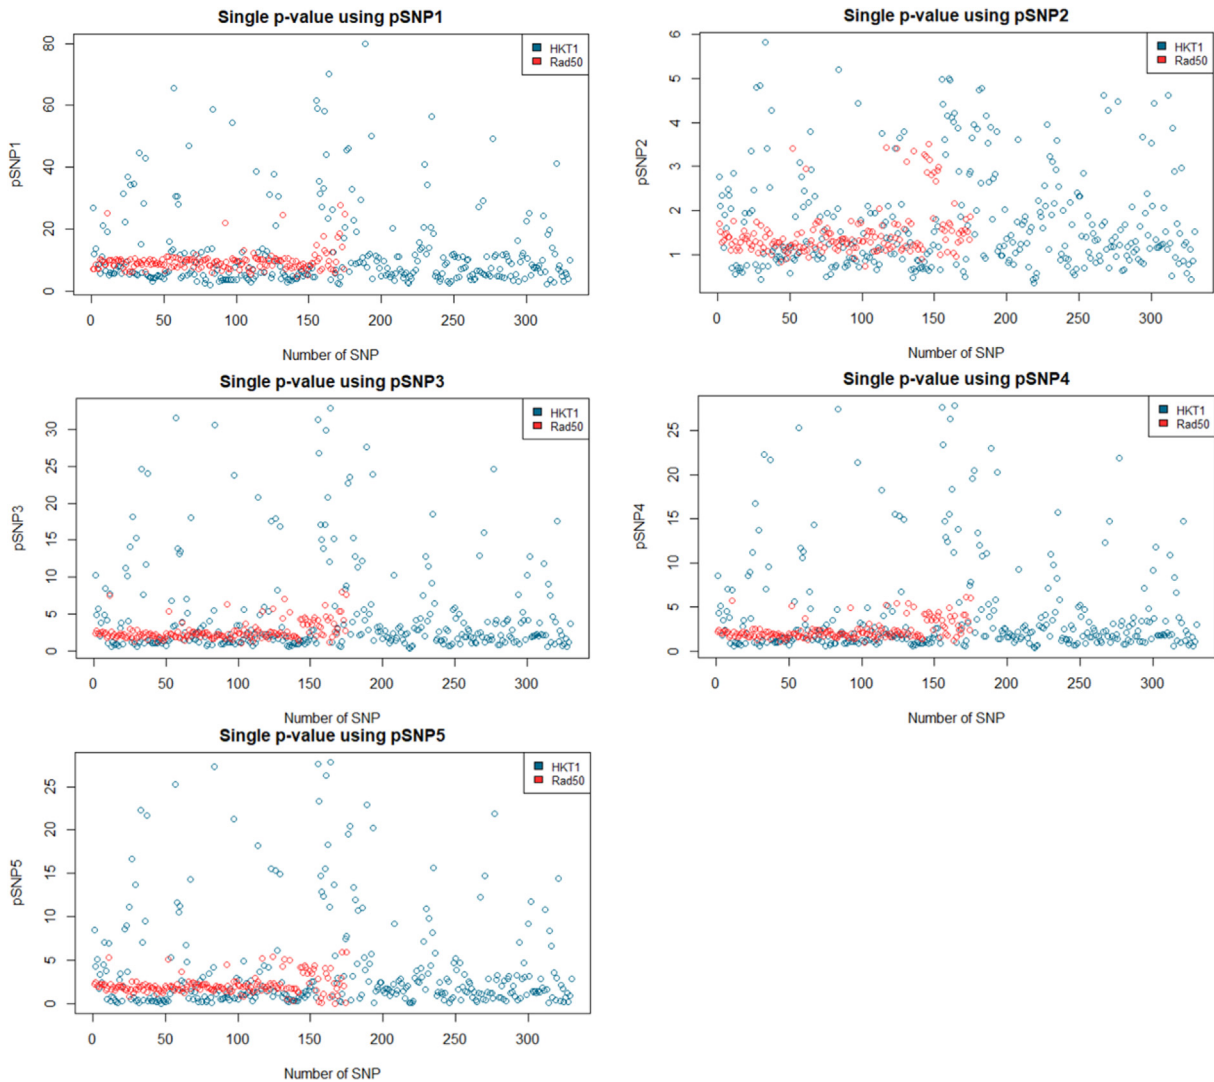 Single p-value using pSNP1
pSNP1
80
60
40
20
0
HKT1
Rad50
0 50 100 150 200 250 300
Number of SNP
Single p-value using pSNP2
pSNP2
6
5
4
3
2
1
HKT1
Rad50
0 50 100 150 200 250 300
Number of SNP
Single p-value using pSNP3
pSNP3
30
25
20
15
10
5
0
HKT1
Rad50
0 50 100 150 200 250 300
Number of SNP
Single p-value using pSNP4
pSNP4
25
20
15
10
5
0
HKT1
Rad50
0 50 100 150 200 250 300
Number of SNP
Single p-value using pSNP5
pSNP5
25
20
15
10
5
0
HKT1
Rad50
0 50 100 150 200 250 300
Number of SNP